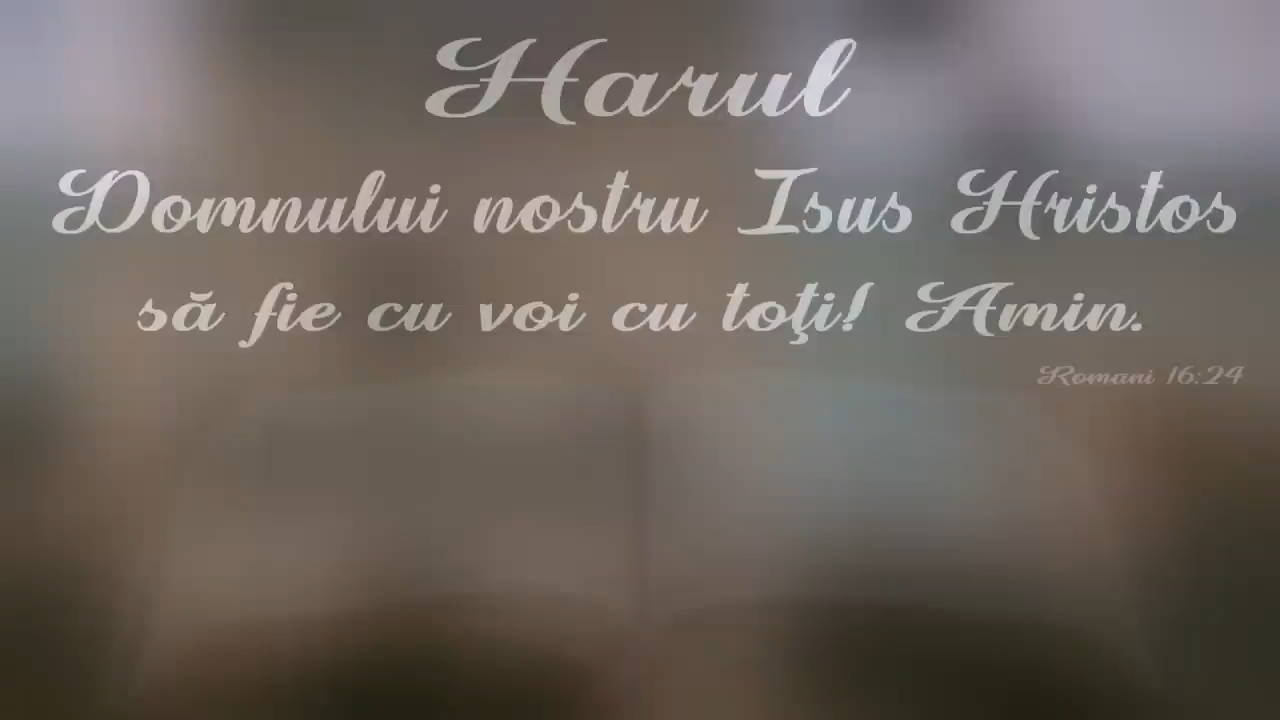 Harul
Domnului nostru Isus Hristos
să fie cu voi cu toţi! Amin.
Romani 16:24